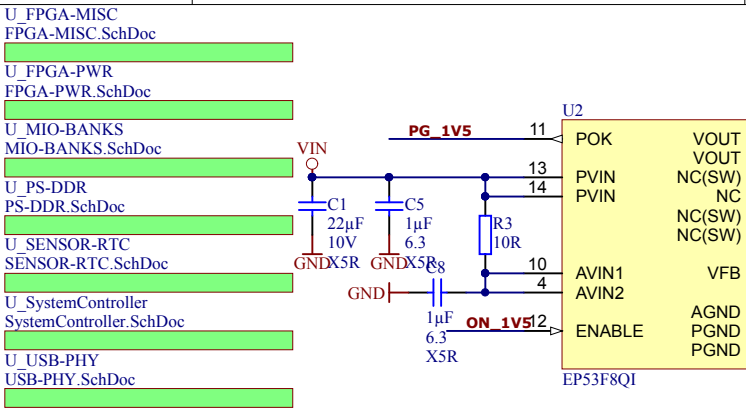 U_FPGA-MISC
FPGA-MISC.SchDoc
U_FPGA-PWR
FPGA-PWR.SchDoc
U_MIO-BANKS
MIO-BANKS.SchDoc
U_PS-DDR
PS-DDR.SchDoc
U_SENSOR-RTC
SENSOR-RTC.SchDoc
U_SystemController
SystemController.SchDoc
U_USB-PHY
USB-PHY.SchDoc
VIN
C1
22µF
10V
X5R
GND
C5
1µF
6.3
X5R
GND
R3
10R
GND
C8
1µF
6.3
X5R
PG_1V5
ON_1V5
U2
11 POK
13 PVIN
14 PVIN
10 AVIN1
4 AVIN2
12 ENABLE
VOUT
VOUT
NC(SW)
NC
NC(SW)
NC(SW)
VFB
AGND
PGND
PGND
EP53F8QI